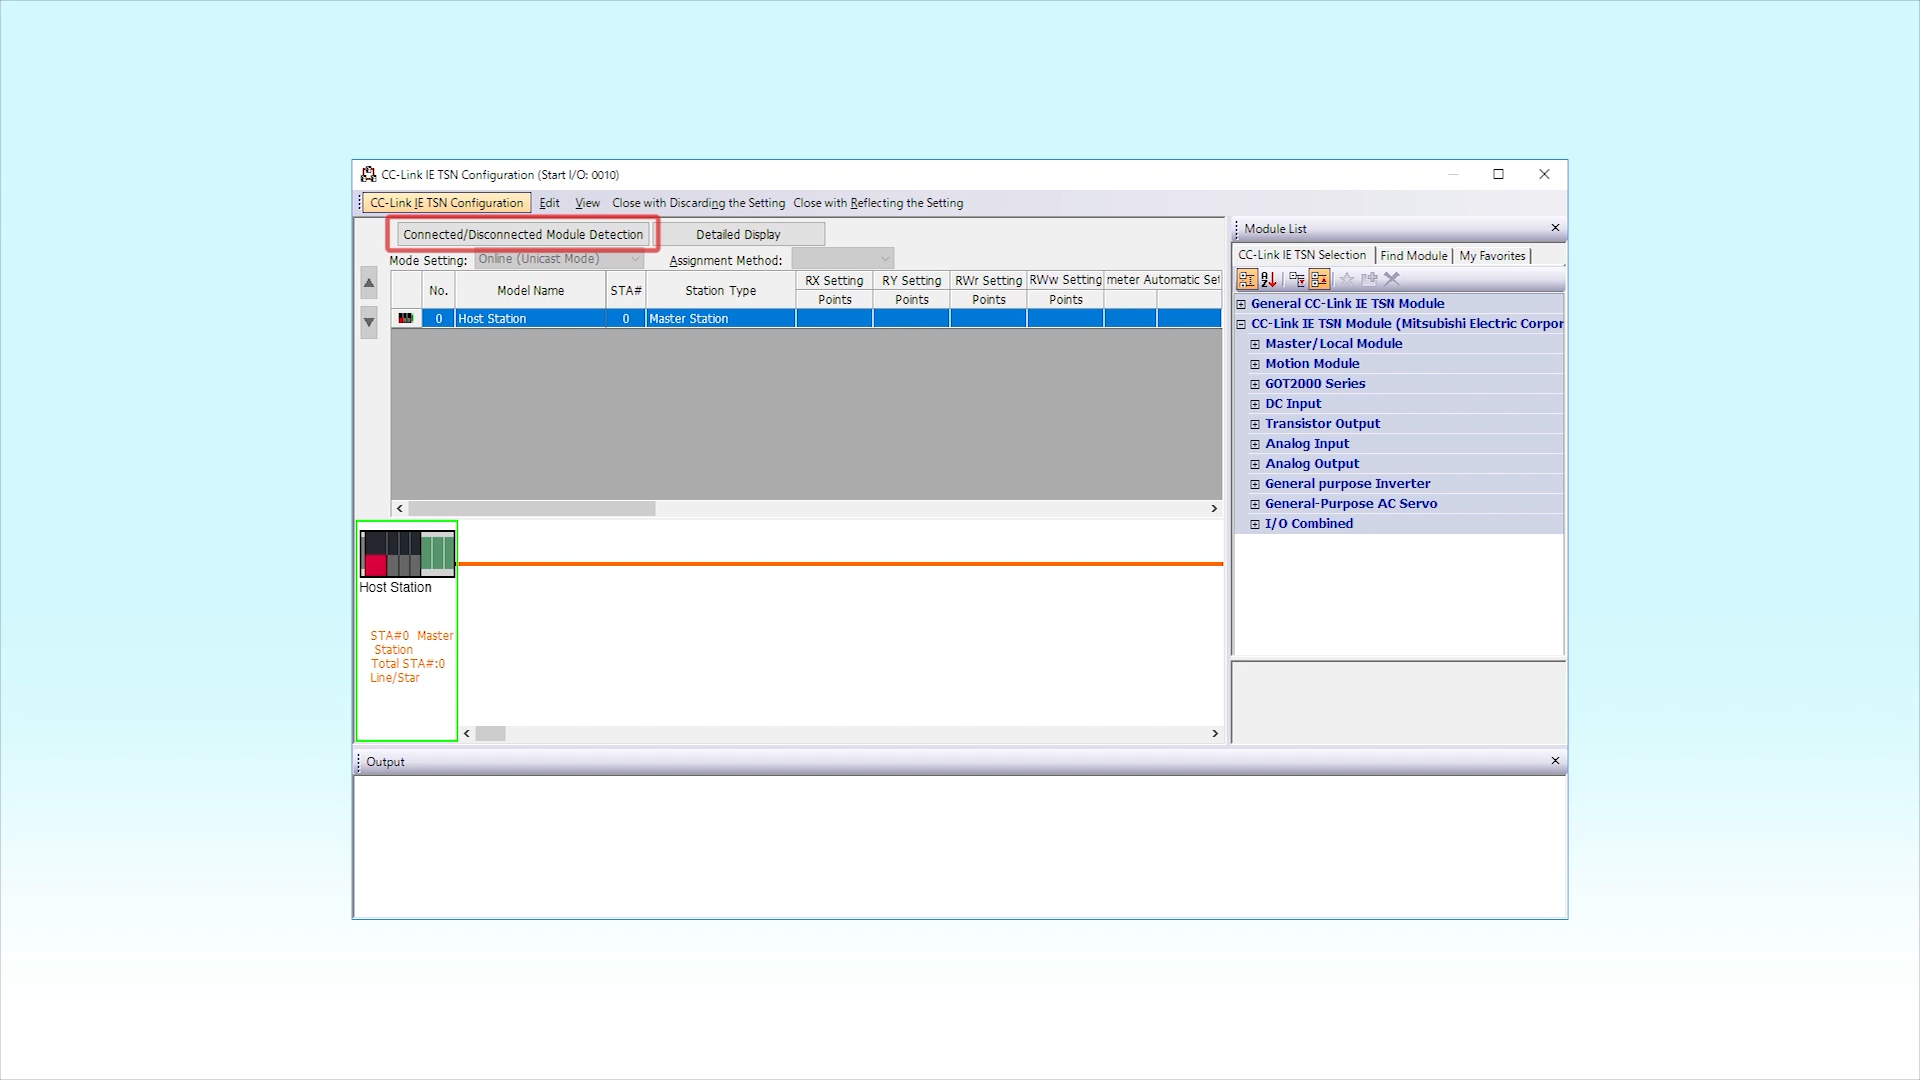 CC-Link IE TSN Configuration (Start I/O: 0010)
CC-Link IE TSN Configuration Edit View Close with Discarding the Setting Close with Reflecting the Setting
Connected/Disconnected Module Detection Detailed Display
Mode Setting: Online (Unicast Mode) Assignment Method:
No. Model Name STA# Station Type RX Setting RY Setting RWr Setting RWw Setting meter Automatic Set
Points Points Points Points
0 Host Station 0 Master Station
Host Station
STA#0 Master
Station
Total STA#:0
Line/Star
Module List
CC-Link IE TSN Selection Find Module My Favorites
General CC-Link IE TSN Module
CC-Link IE TSN Module (Mitsubishi Electric Corpor
Master/Local Module
Motion Module
GOT2000 Series
DC Input
Transistor Output
Analog Input
Analog Output
General purpose Inverter
General-Purpose AC Servo
I/O Combined
Output